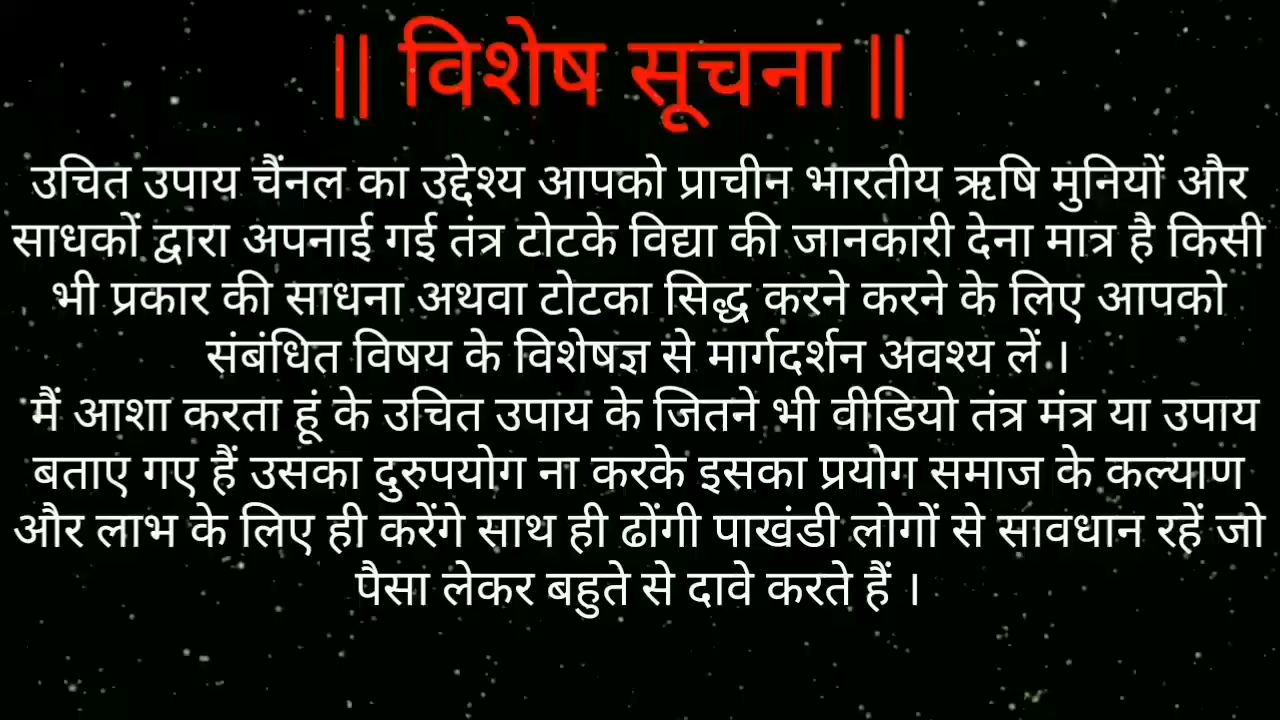 || विशेष सूचना ||
उचित उपाय चैंनल का उद्देश्य आपको प्राचीन भारतीय ऋषि मुनियों और
साधकों द्वारा अपनाई गई तंत्र टोटके विद्या की जानकारी देना मात्र है किसी
भी प्रकार की साधना अथवा टोटका सिद्ध करने करने के लिए आपको
संबंधित विषय के विशेषज्ञ से मार्गदर्शन अवश्य लें ।
मैं आशा करता हूं के उचित उपाय के जितने भी वीडियो तंत्र मंत्र या उपाय
बताए गए हैं उसका दुरुपयोग ना करके इसका प्रयोग समाज के कल्याण
और लाभ के लिए ही करेंगे साथ ही ढोंगी पाखंडी लोगों से सावधान रहें जो
पैसा लेकर बहुते से दावे करते हैं ।